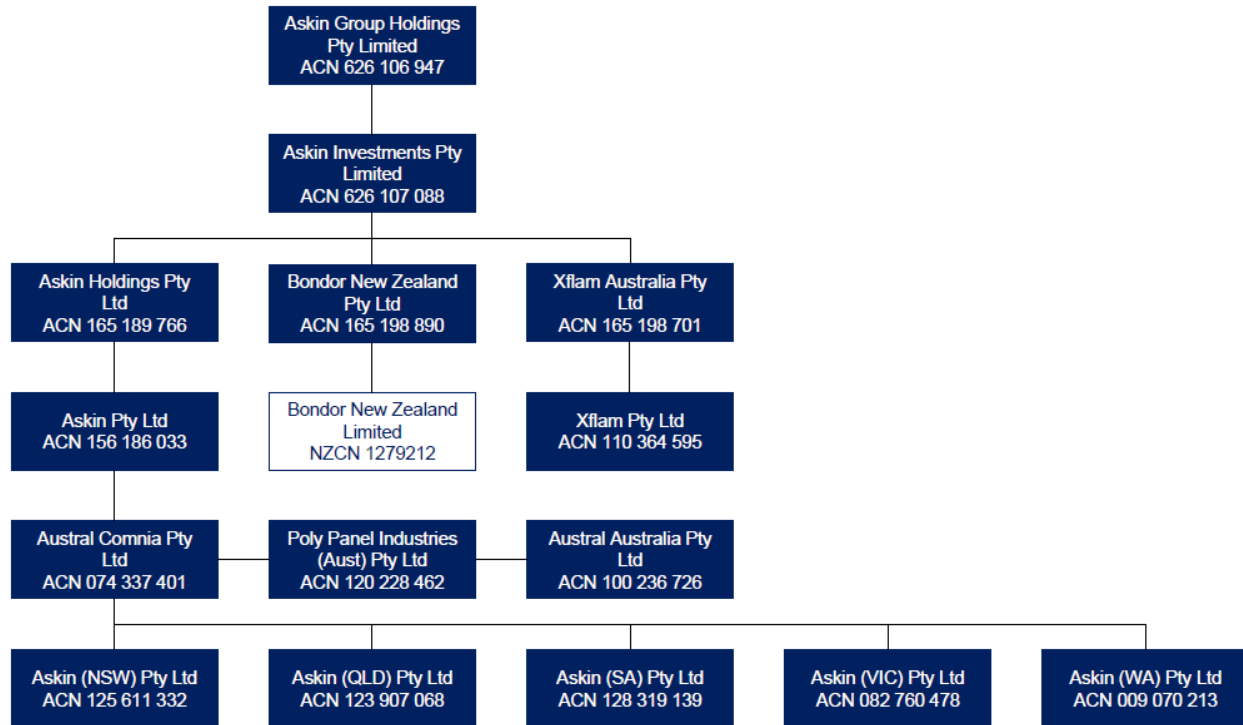 Askin Group Holdings
Pty Limited
ACN 626 106 947
Askin Investments Pty
Limited
ACN 626 107 088
Askin Holdings Pty
Ltd
ACN 165 189 766
Bondor New Zealand
Pty Ltd
ACN 165 198 890
Xflam Australia Pty
Ltd
ACN 165 198 701
Askin Pty Ltd
ACN 156 186 033
Bondor New Zealand
Limited
NZCN 1279212
Xflam Pty Ltd
ACN 110 364 595
Austral Comnia Pty
Ltd
ACN 074 337 401
Poly Panel Industries
(Aust) Pty Ltd
ACN 120 228 462
Austral Australia Pty
Ltd
ACN 100 236 726
Askin (NSW) Pty Ltd
ACN 125 611 332
Askin (QLD) Pty Ltd
ACN 123 907 068
Askin (SA) Pty Ltd
ACN 128 319 139
Askin (VIC) Pty Ltd
ACN 082 760 478
Askin (WA) Pty Ltd
ACN 009 070 213